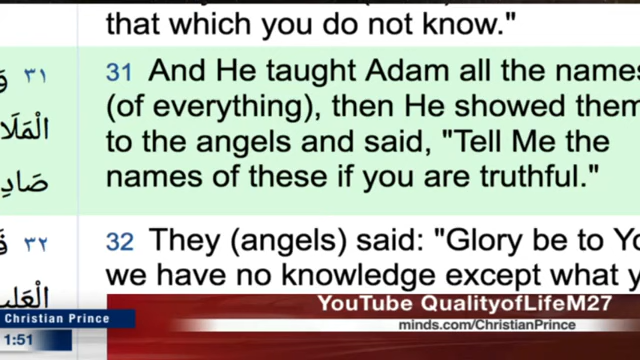 that which you do not know."
٣١
31 And He taught Adam all the names
(of everything), then He showed them
to the angels and said, "Tell Me the
names of these if you are truthful."
٣٢
32 They (angels) said: "Glory be to
we have no knowledge except what
YouTube QualityofLifeM27
Christian Prince
minds.com/ChristianPrince
1:51